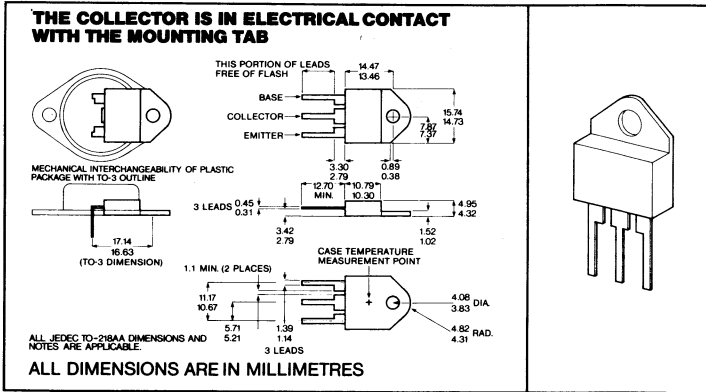 THE COLLECTOR IS IN ELECTRICAL CONTACT
WITH THE MOUNTING TAB
THIS PORTION OF LEADS
FREE OF FLASH
14.47
13.46
BASE
COLLECTOR
EMITTER
15.74
14.73
7.87
7.37
3.30
2.79
0.89
0.38
MECHANICAL INTERCHANGEABILITY OF PLASTIC
PACKAGE WITH TO-3 OUTLINE
12.70
MIN.
10.79
10.30
3 LEADS
0.45
0.31
4.95
4.32
3.42
2.79
1.52
1.02
17.14
16.63
(TO-3 DIMENSION)
CASE TEMPERATURE
MEASUREMENT POINT
1.1 MIN. (2 PLACES)
11.17
10.67
4.08
3.83
DIA.
5.71
5.21
1.39
1.14
3 LEADS
4.82
4.31
RAD.
ALL JEDEC TO-218AA DIMENSIONS AND
NOTES ARE APPLICABLE.
ALL DIMENSIONS ARE IN MILLIMETRES